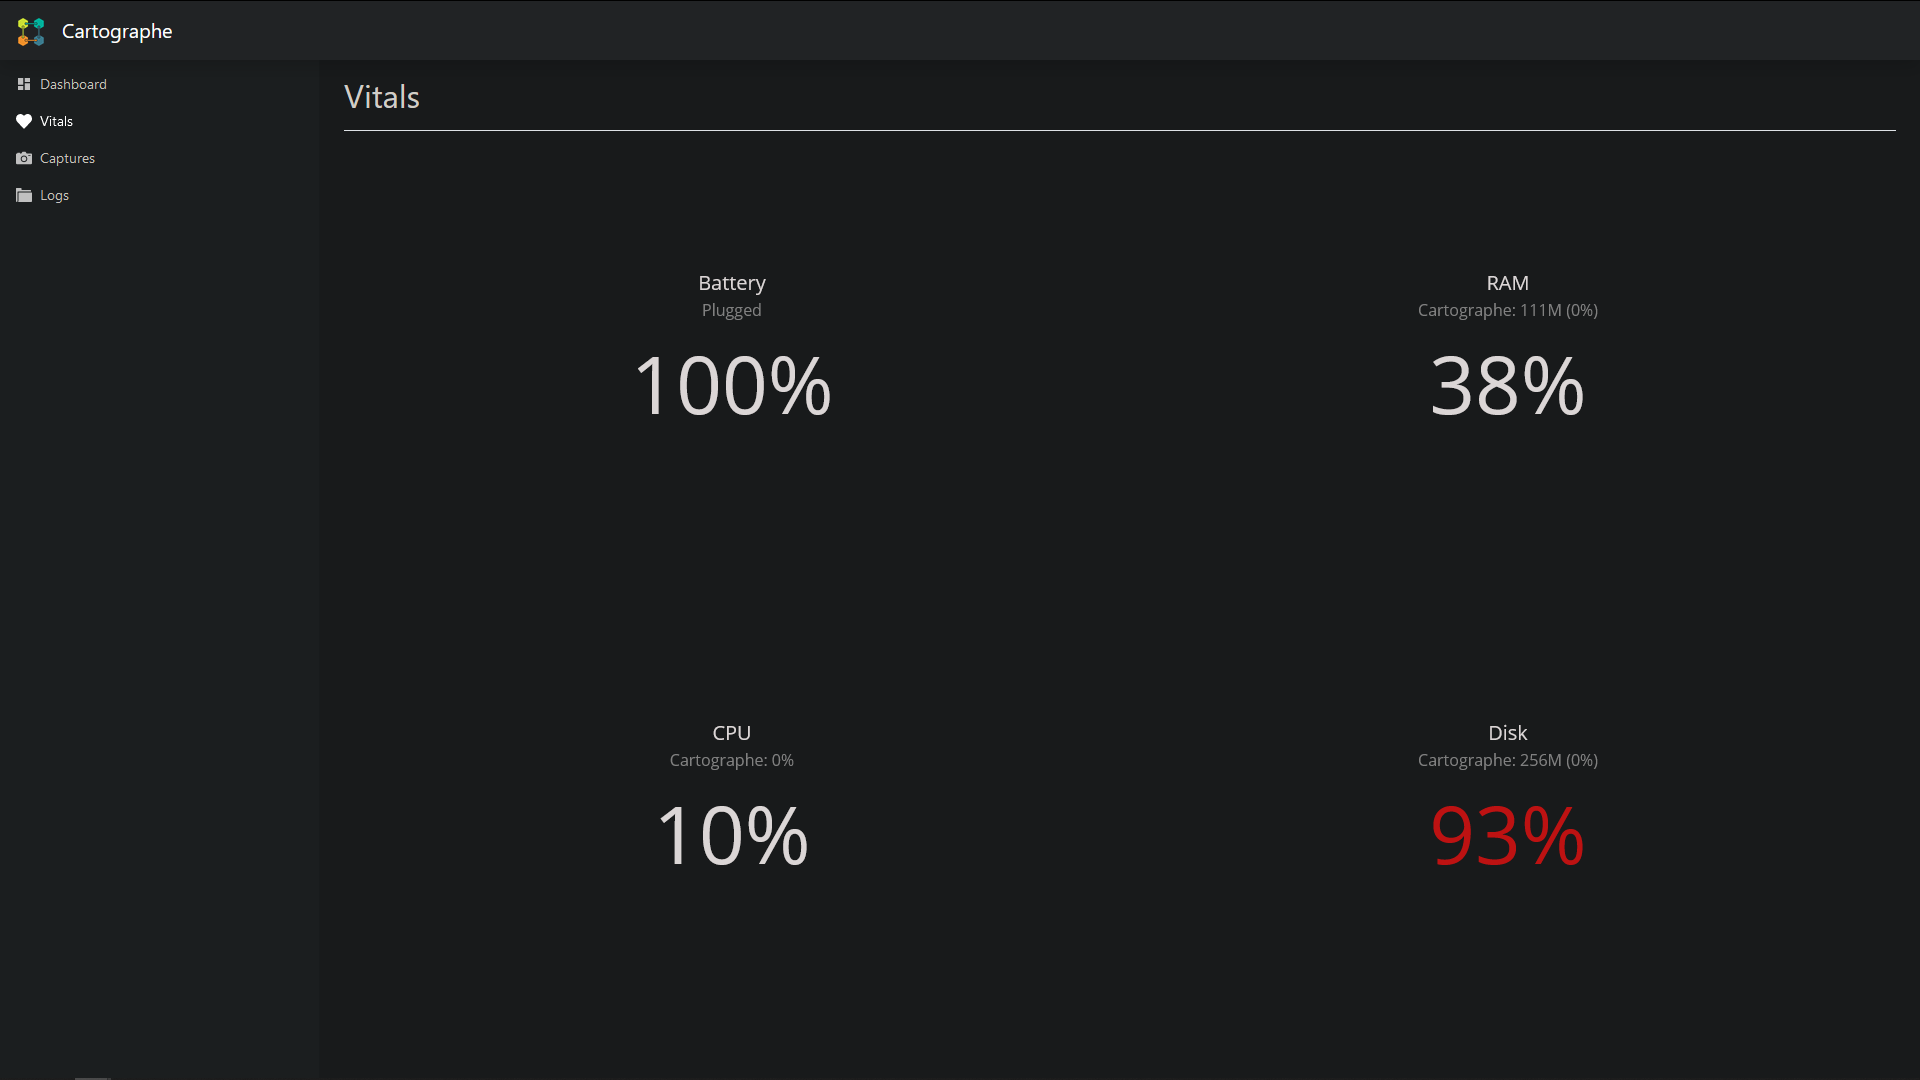 Cartographe
Dashboard
Vitals
Captures
Logs
Vitals
Battery
Plugged
100%
RAM
Cartographe: 111M (0%)
38%
CPU
Cartographe: 0%
10%
Disk
Cartographe: 256M (0%)
93%